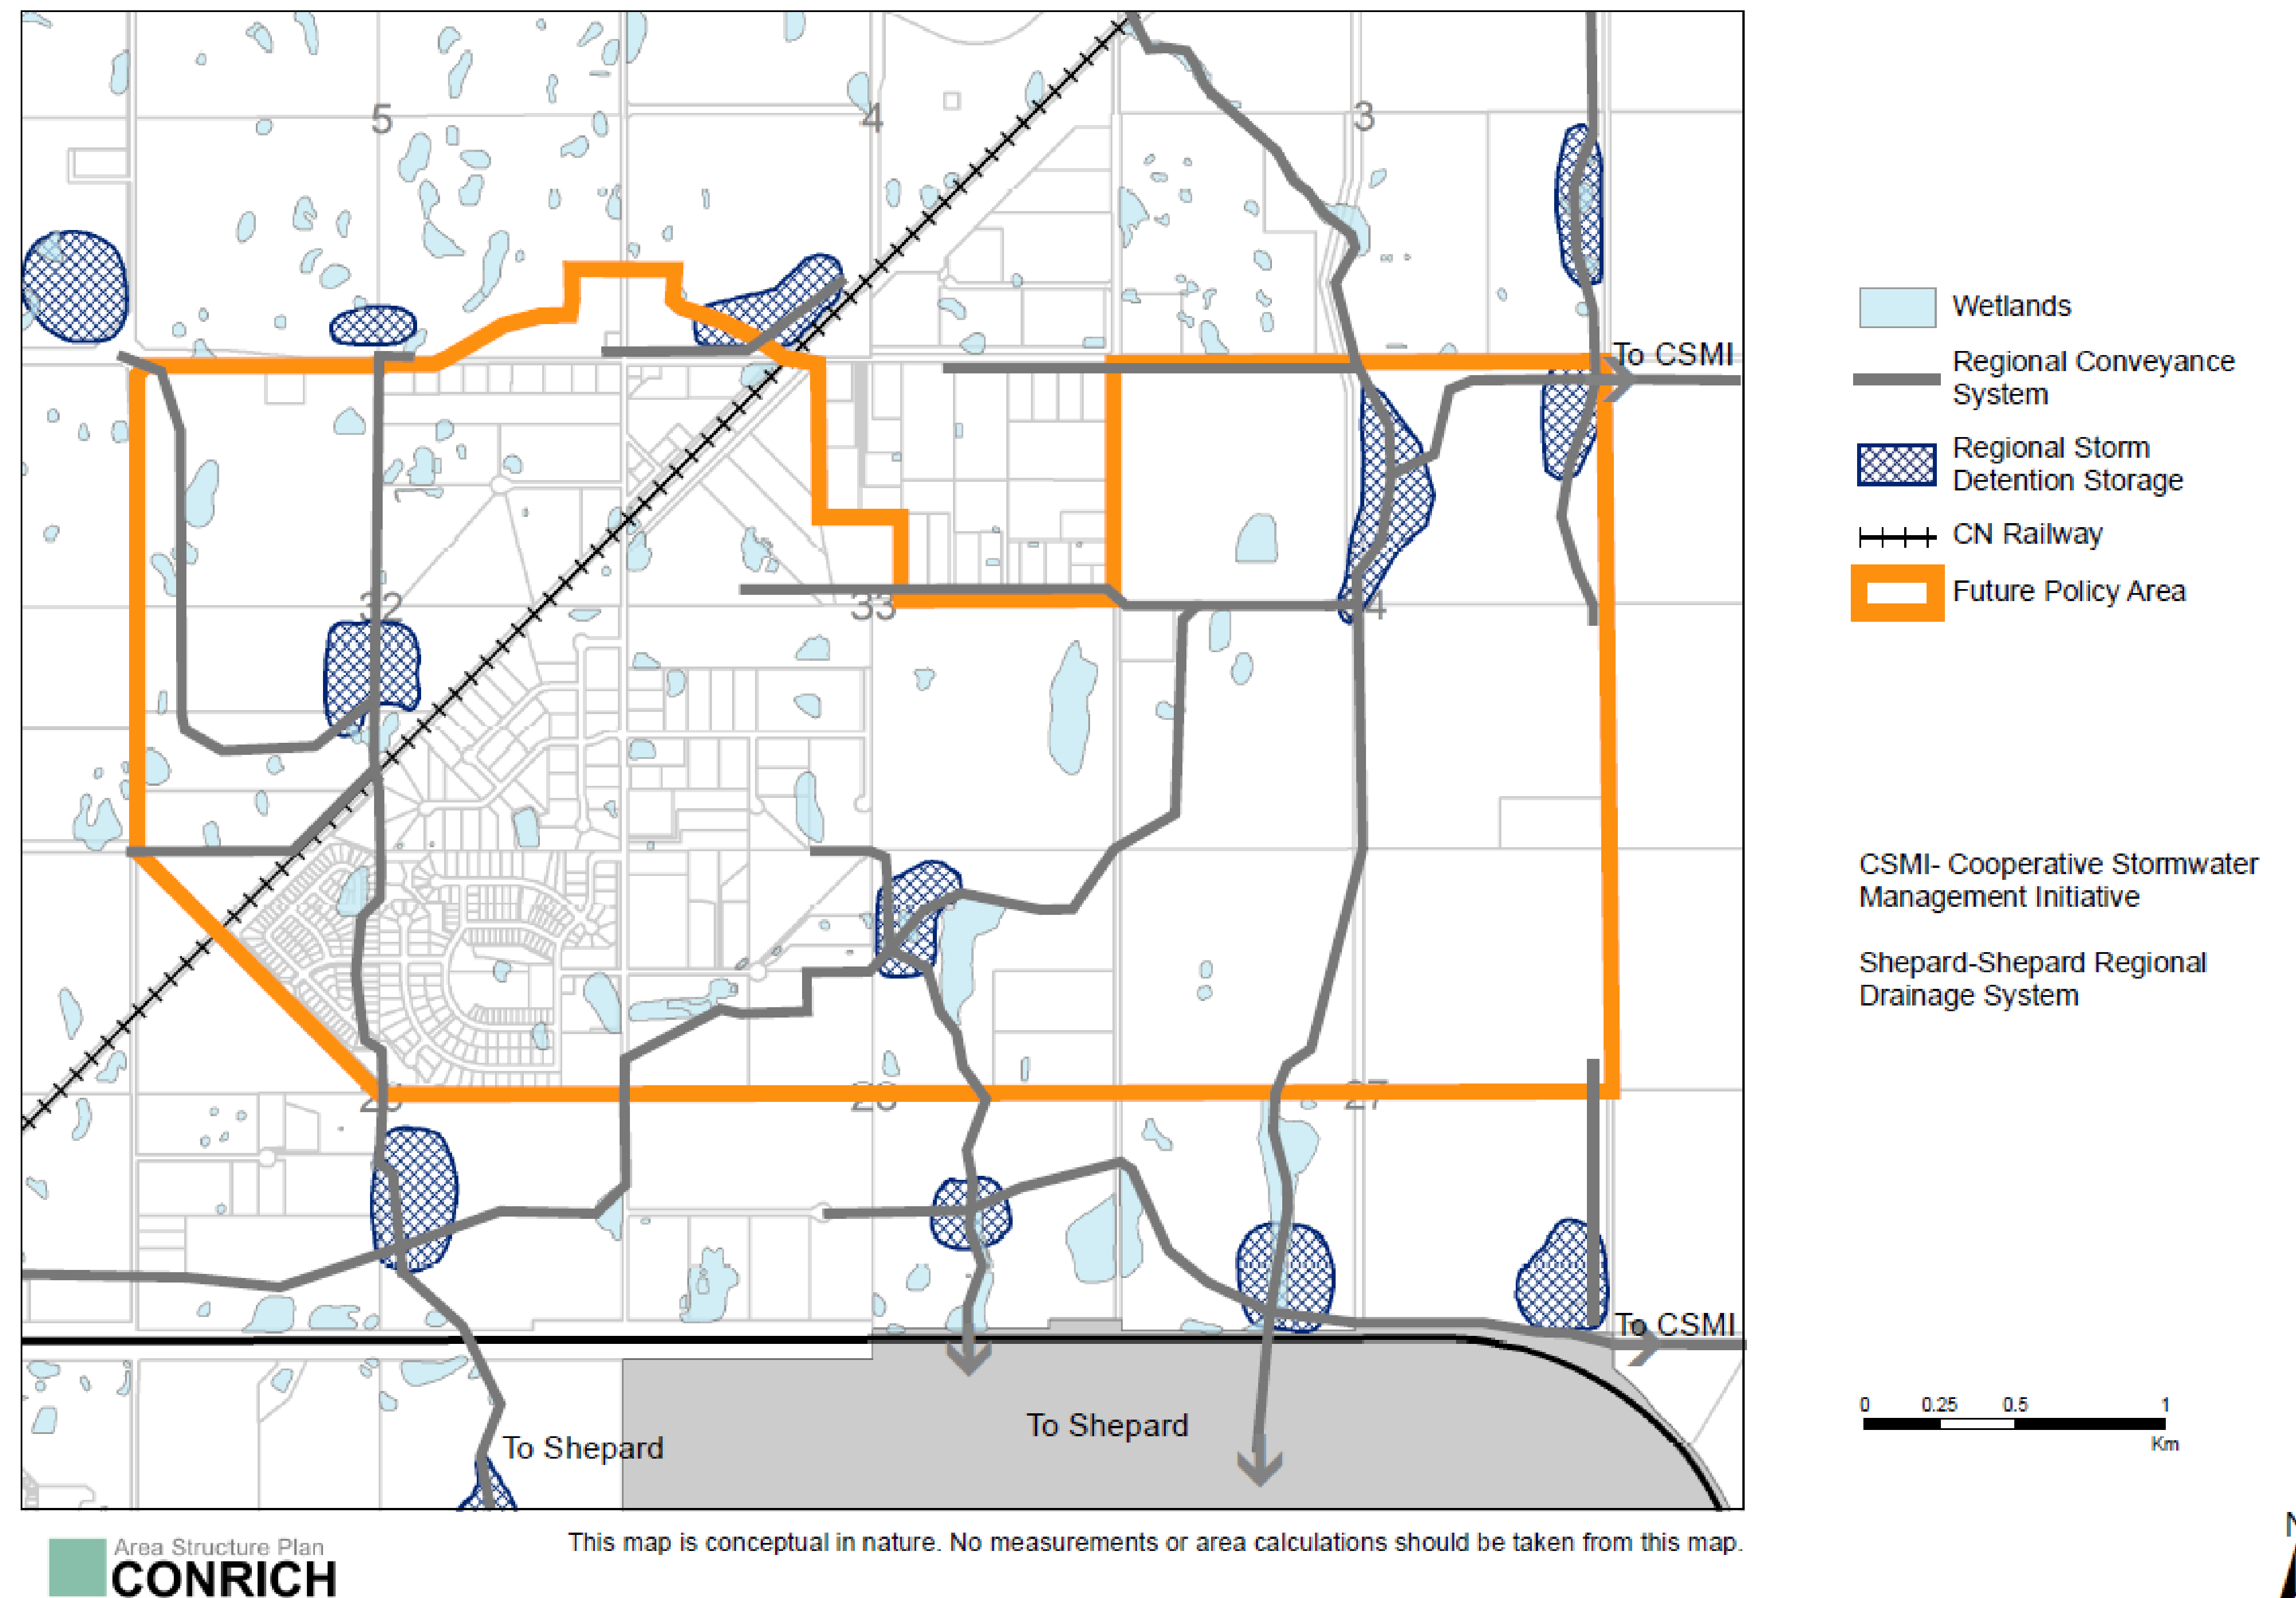 5
4
3
To CSMI
32
33
To CSMI
27
To Shepard
To Shepard
Wetlands
Regional Conveyance
System
Regional Storm
Detention Storage
CN Railway
Future Policy Area
CSMI- Cooperative Stormwater
Management Initiative
Shepard-Shepard Regional
Drainage System
0 0.25 0.5 1
Km
Area Structure Plan
CONRICH
This map is conceptual in nature. No measurements or area calculations should be taken from this map.